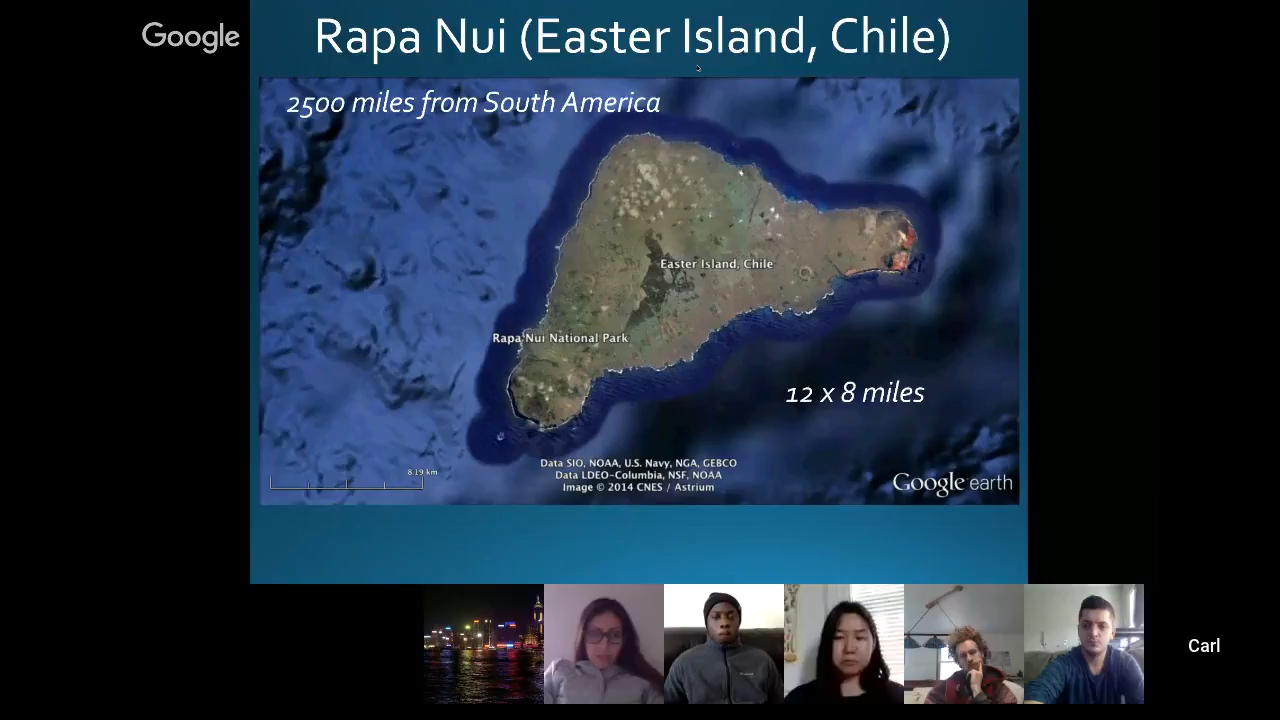 Google
Rapa Nui (Easter Island, Chile)
2500 miles from South America
Easter Island, Chile
Rapa Nui National Park
12 x 8 miles
8.19 km
Data SIO, NOAA, U.S. Navy, NGA, GEBCO
Data LDEO-Columbia, NSF, NOAA
Image © 2014 CNES / Astrium
Google earth
Carl